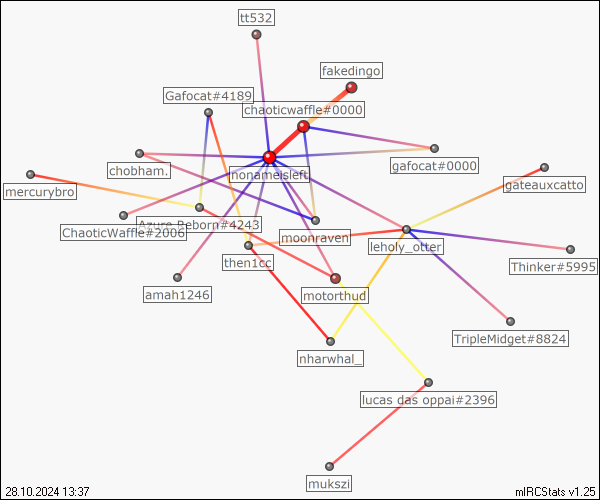 tt532
fakedingo
Gafocat#4189
chaoticwaffle#0000
chobham.
nonameisleft
gafocat#0000
mercurybro
gateauxcatto
ChaoticWaffle#2006
Azure Reborn#4243
moonraven
leholy_otter
then1cc
Thinker#5995
amah1246
motorthud
TripleMidget#8824
nharwhal_
lucas das oppai#2396
mukszi
28.10.2024 13:37
mIRCStats v1.25